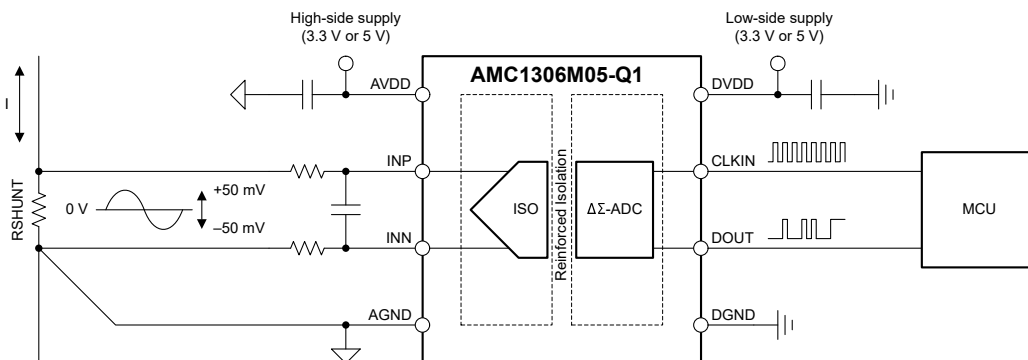 High-side supply
(3.3 V or 5 V)
Low-side supply
(3.3 V or 5 V)
AMC1306M05-Q1
AVDD
DVDD
I
INP
CLKIN
RSHUNT
0 V
+50 mV
–50 mV
ISO
Reinforced Isolation
ΔΣ-ADC
MCU
INN
DOUT
AGND
DGND